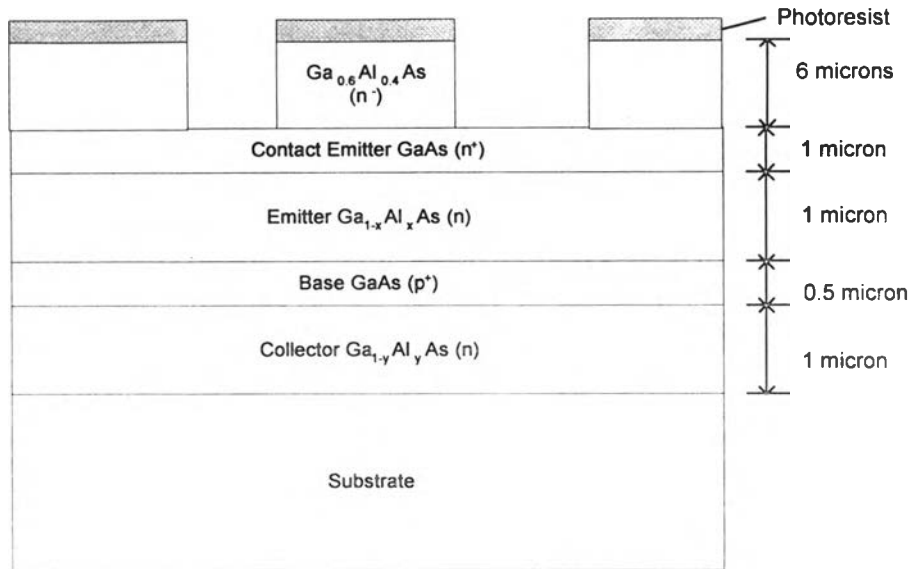 Photoresist
Ga0.6Al0.4As
(n-)
6 microns
Contact Emitter GaAs (n+)
1 micron
Emitter Ga1-xAlxAs (n)
1 micron
Base GaAs (p+)
0.5 micron
Collector Ga1-yAlyAs (n)
1 micron
Substrate